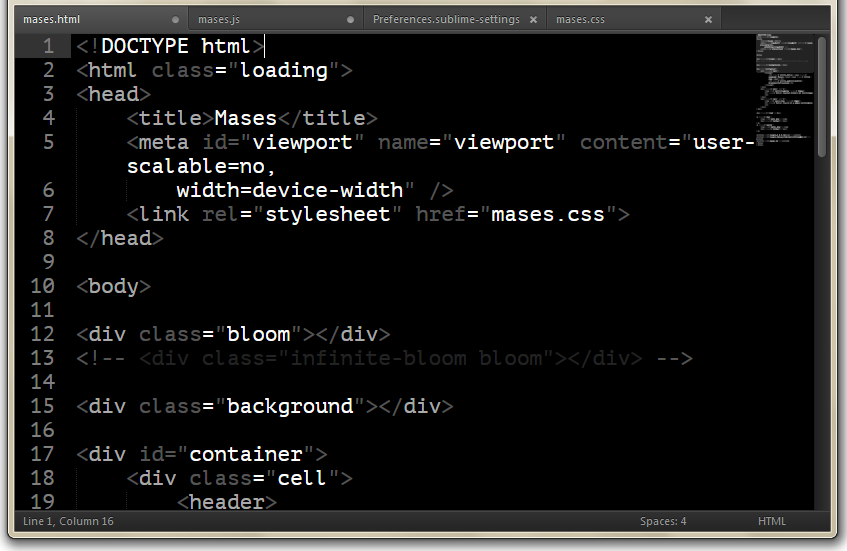 mases.html mases.js Preferences.sublime-settings mases.css
1 <!DOCTYPE html>
2 <html class="loading">
3 <head>
4 <title>Mases</title>
5 <meta id="viewport" name="viewport" content="user-
scalable=no,
6 width=device-width" />
7 <link rel="stylesheet" href="mases.css">
8 </head>
9
10 <body>
11
12 <div class="bloom"></div>
13 <!-- <div class="infinite-bloom bloom"></div> -->
14
15 <div class="background"></div>
16
17 <div id="container">
18 <div class="cell">
19 <header>
Line 1, Column 16 Spaces: 4 HTML